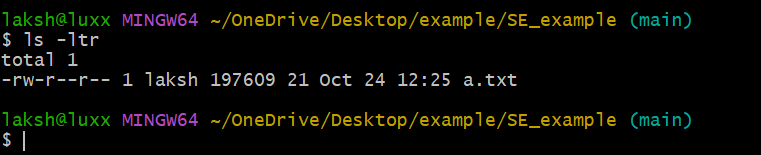 laksh@luxx MINGW64 ~/OneDrive/Desktop/example/SE_example (main)
$ ls -ltr
total 1
-rw-r--r-- 1 laksh 197609 21 Oct 24 12:25 a.txt
laksh@luxx MINGW64 ~/OneDrive/Desktop/example/SE_example (main)
$